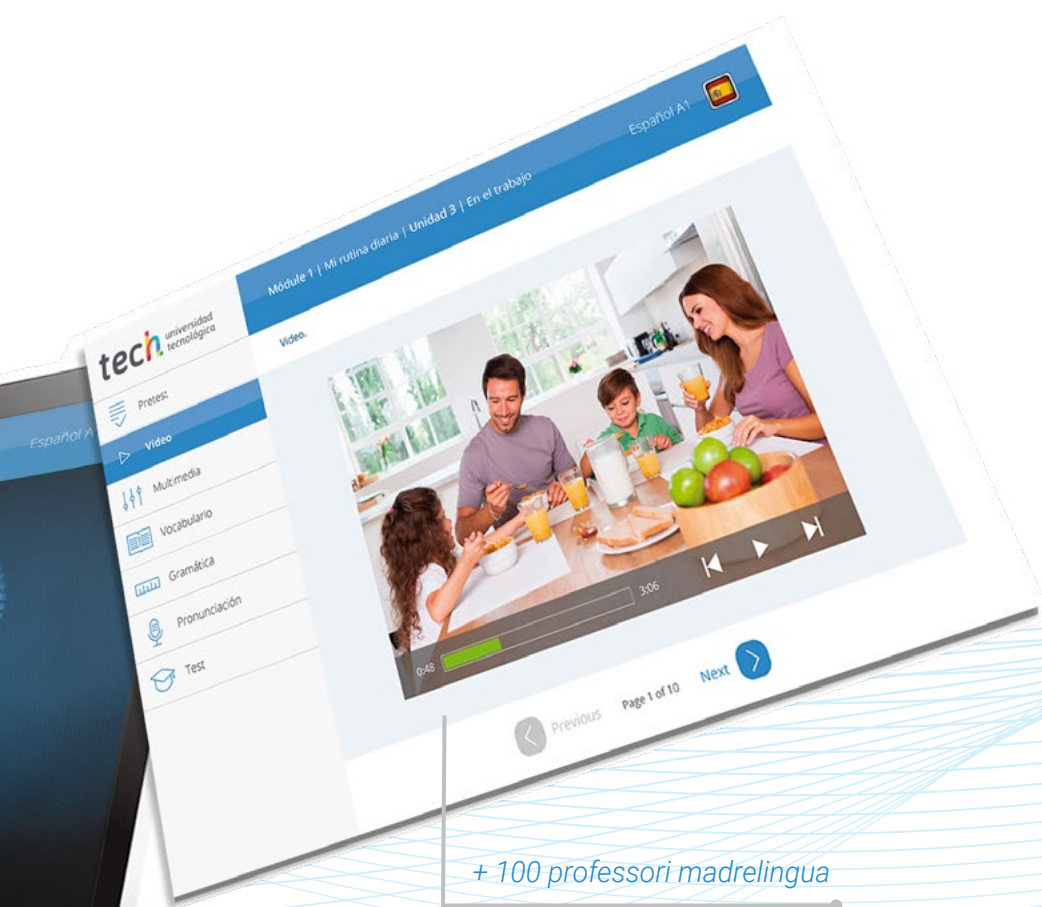 Español A1
Módule 1 | Mi rutina diaria | Unidad 3 | En el trabajo
tech universidad
tecnológica
Video.
Pretest
Video
Multimedia
Vocabulario
Gramática
Pronunciación
Test
Español A
0:48
3:06
Previous
Page 1 of 10
Next
+ 100 professori madrelingua